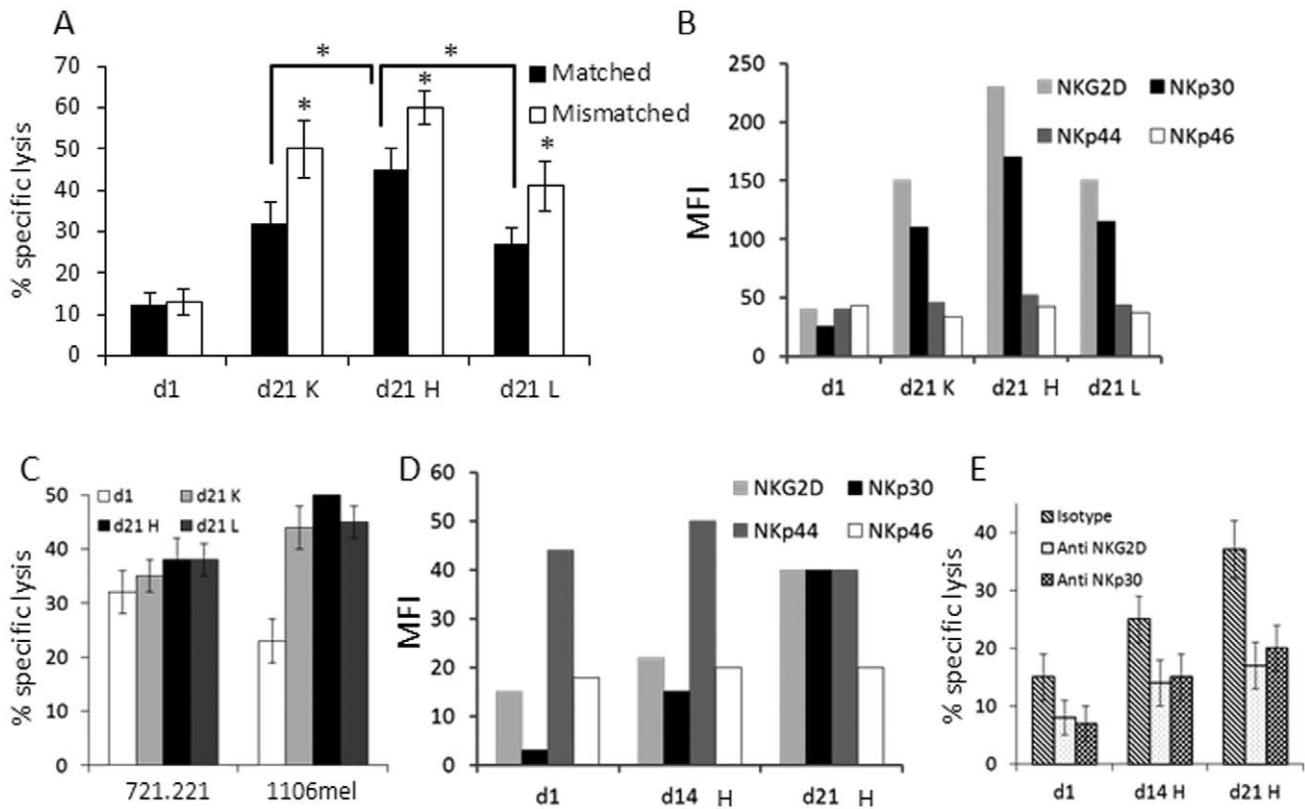 A
% specific lysis
70
60
50
40
30
20
10
0
*
*
*
*
*
Matched
Mismatched
d1
d21 K
d21 H
d21 L
B
MFI
250
200
150
100
50
0
NKG2D
NKp30
NKp44
NKp46
d1
d21 K
d21 H
d21 L
C
% specific lysis
50
40
30
20
10
0
d1
d21 K
d21 H
d21 L
721.221
1106mel
D
MFI
60
50
40
30
20
10
0
NKG2D
NKp30
NKp44
NKp46
d1
d14 H
d21 H
E
% specific lysis
40
30
20
10
0
Isotype
Anti NKG2D
Anti NKp30
d1
d14 H
d21 H